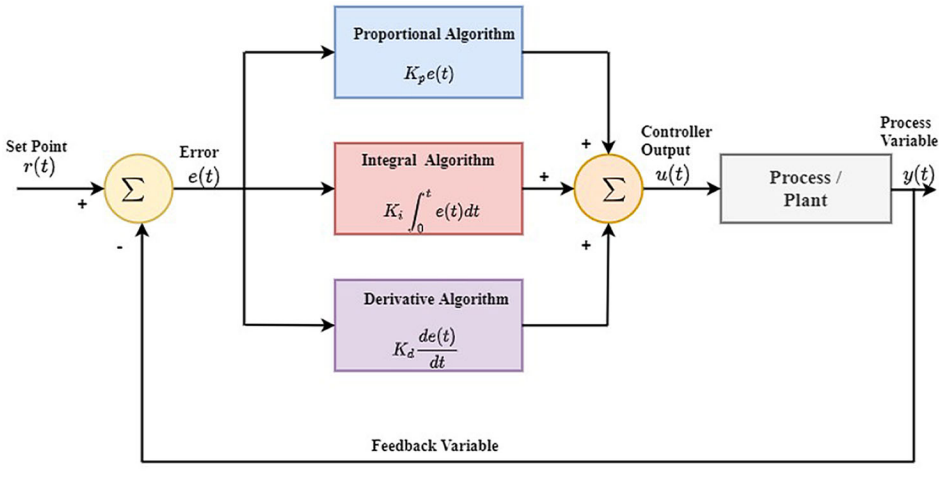 Proportional Algorithm
K_p e(t)
Set Point
r(t)
+
-
Σ
Error
e(t)
Integral Algorithm
K_i ∫_0^t e(t)dt
Derivative Algorithm
K_d de(t)/dt
+
+
+
Σ
Controller
Output
u(t)
Process /
Plant
Process
Variable
y(t)
Feedback Variable